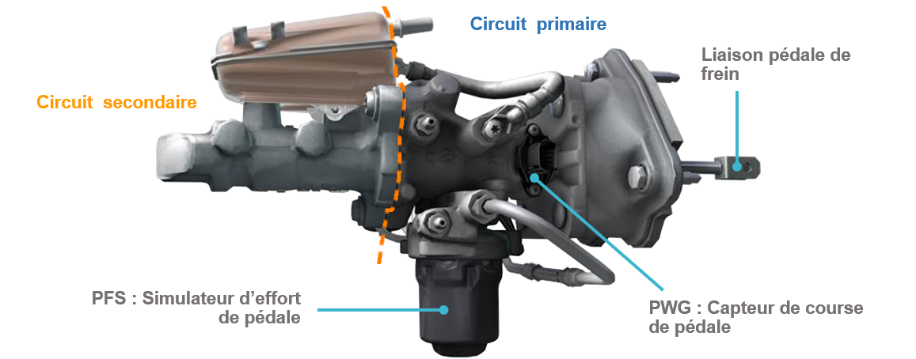 Circuit primaire
Liaison pédale de
frein
Circuit secondaire
PFS : Simulateur d'effort
de pédale
PWG : Capteur de course
de pédale